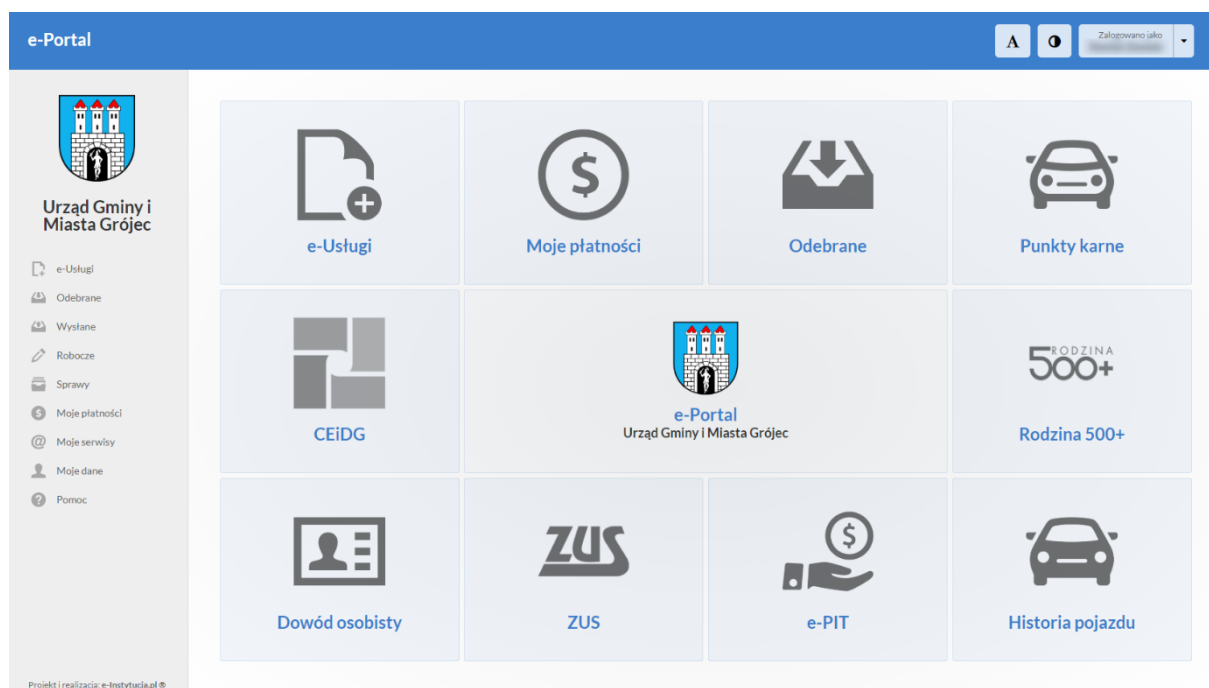 e-Portal
A
Zalogowano jako
Urząd Gminy i
Miasta Grójec
e-Usługi
Odebrane
Wysłane
Robocze
Sprawy
Moje płatności
Moje serwisy
Moje dane
Pomoc
Projekt i realizacja: e-Instytucja.pl ®
e-Usługi
Moje płatności
Odebrane
Punkty karne
CEiDG
e-Portal
Urząd Gminy i Miasta Grójec
RODZINA
500+
Rodzina 500+
Dowód osobisty
ZUS
ZUS
e-PIT
Historia pojazdu